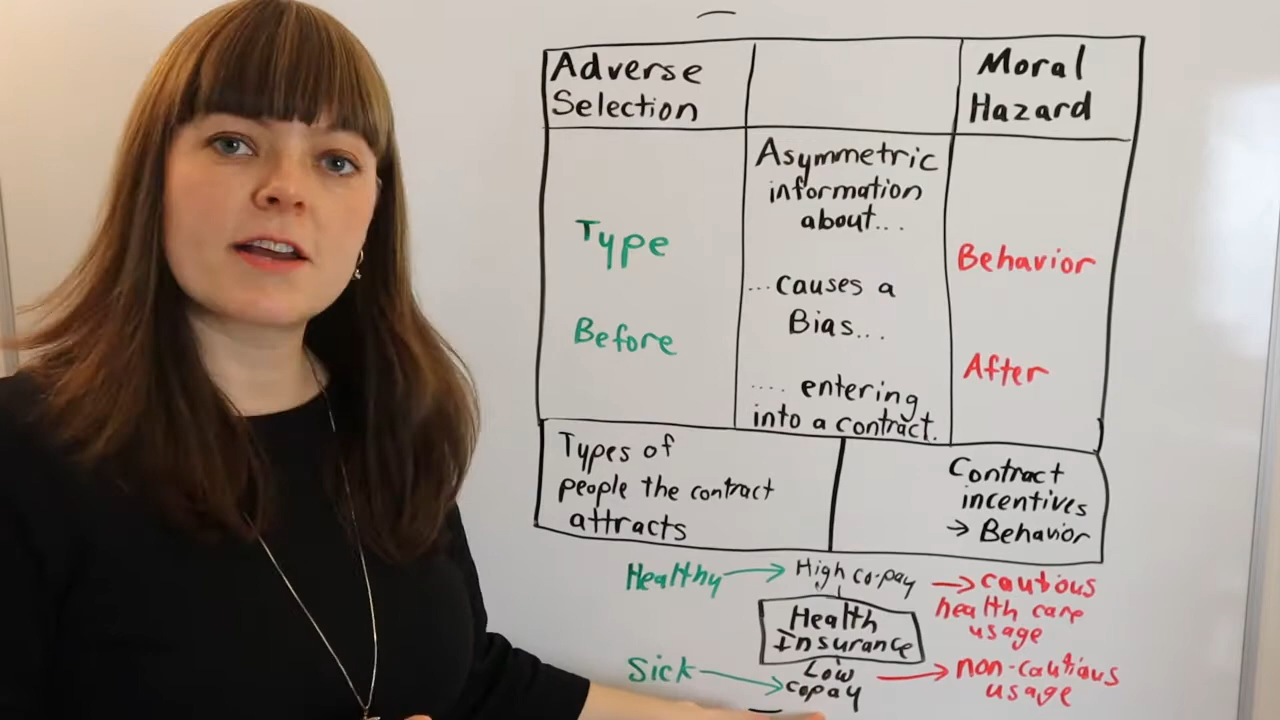 Adverse
Selection
Moral
Hazard
Asymmetric
information
about...
Type
Behavior
...causes a
Bias...
Before
After
.... entering
into a contract.
Types of
people the contract
attracts
Contract
incentives
→ Behavior
Healthy → High co-pay → cautious
health care
usage
Health
Insurance
Sick → Low
copay → non-cautious
usage